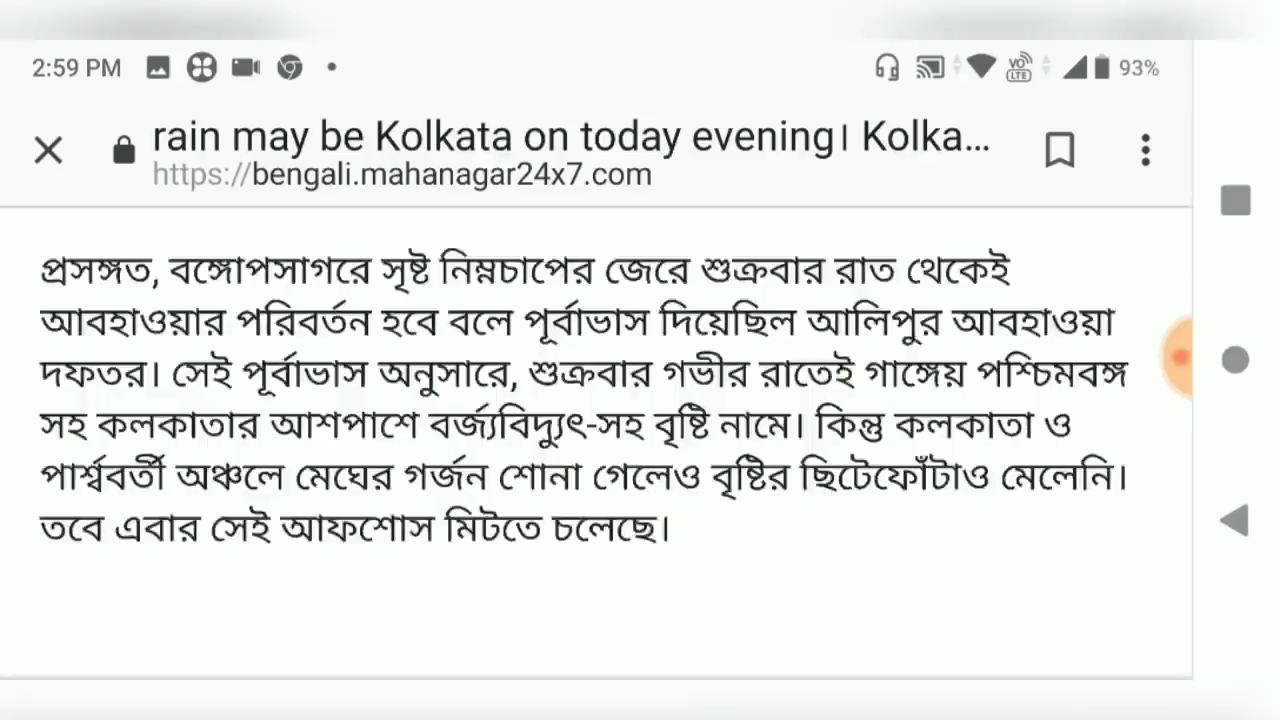 2:59 PM
VO
LTE
93%
rain may be Kolkata on today evening। Kolka...
https://bengali.mahanagar24x7.com
প্রসঙ্গত, বঙ্গোপসাগরে সৃষ্ট নিম্নচাপের জেরে শুক্রবার রাত থেকেই
আবহাওয়ার পরিবর্তন হবে বলে পূর্বাভাস দিয়েছিল আলিপুর আবহাওয়া
দফতর। সেই পূর্বাভাস অনুসারে, শুক্রবার গভীর রাতেই গাঙ্গেয় পশ্চিমবঙ্গ
সহ কলকাতার আশপাশে বর্জ্যবিদ্যুৎ-সহ বৃষ্টি নামে। কিন্তু কলকাতা ও
পার্শ্ববর্তী অঞ্চলে মেঘের গর্জন শোনা গেলেও বৃষ্টির ছিটেফোঁটাও মেলেনি।
তবে এবার সেই আফশোস মিটতে চলেছে।